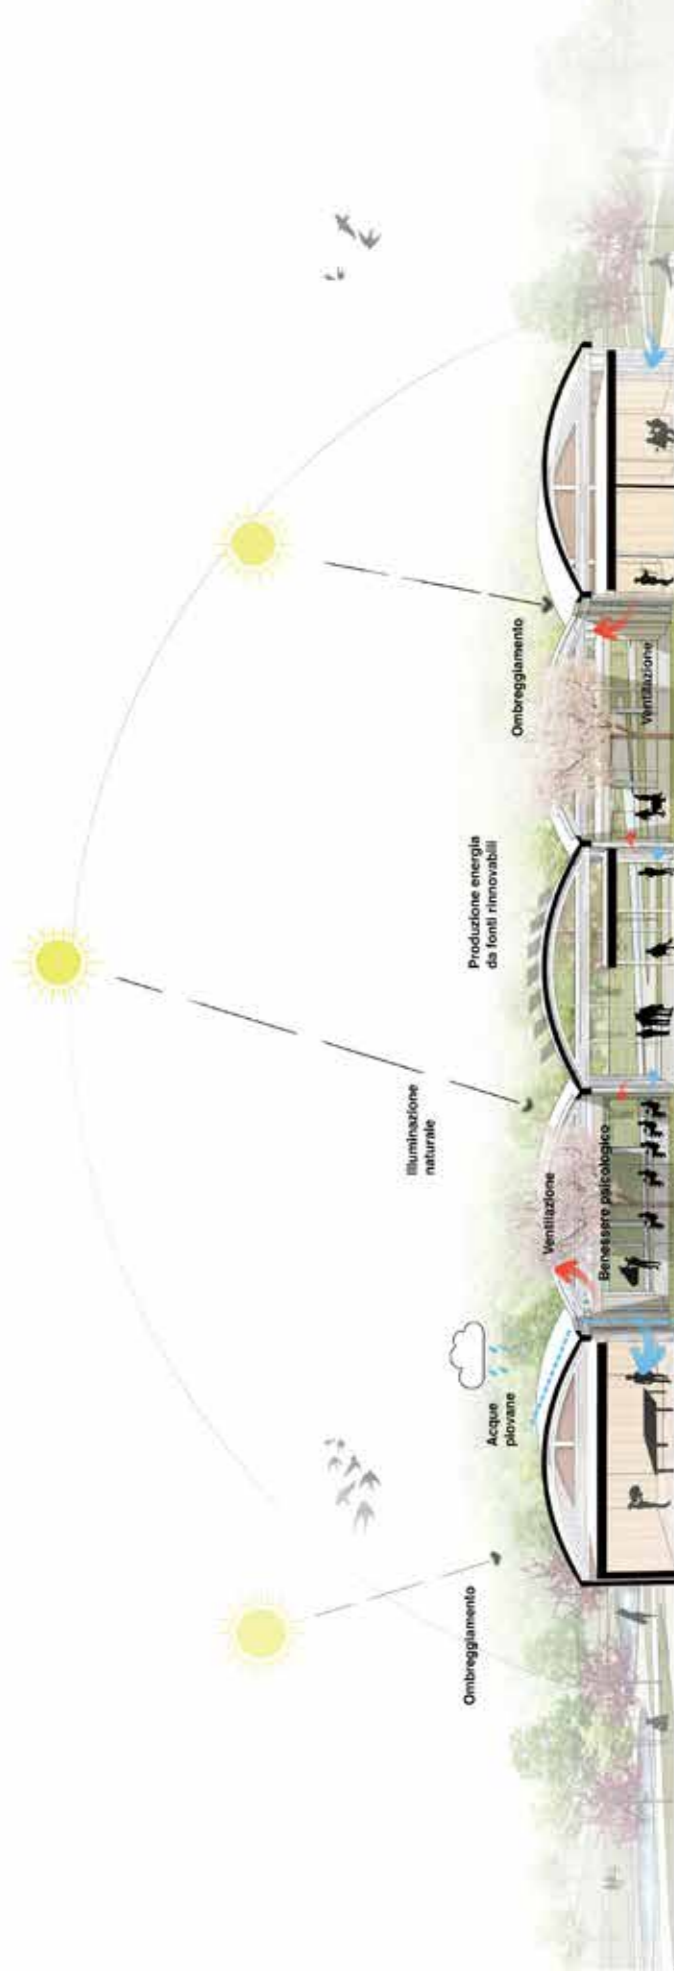 Ombreggiamento
Acque
piovane
Ventilazione
Benessere psicologico
Illuminazione
naturale
Produzione energia
da fonti rinnovabili
Ombreggiamento
Ventilazione